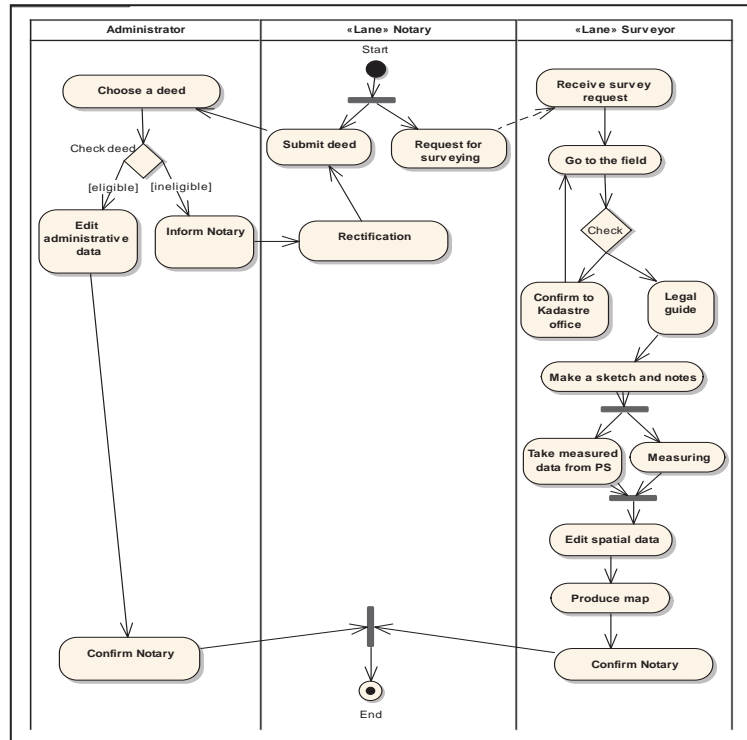 Administrator
«Lane» Notary
«Lane» Surveyor
Start
Choose a deed
Receive survey
request
Check deed
Submit deed
Request for
surveying
Go to the field
[eligible]
[ineligible]
Edit
administrative
data
Inform Notary
Rectification
Check
Confirm to
Kadastre
office
Legal
guide
Make a sketch and notes
Take measured
data from PS
Measuring
Edit spatial data
Produce map
Confirm Notary
Confirm Notary
End